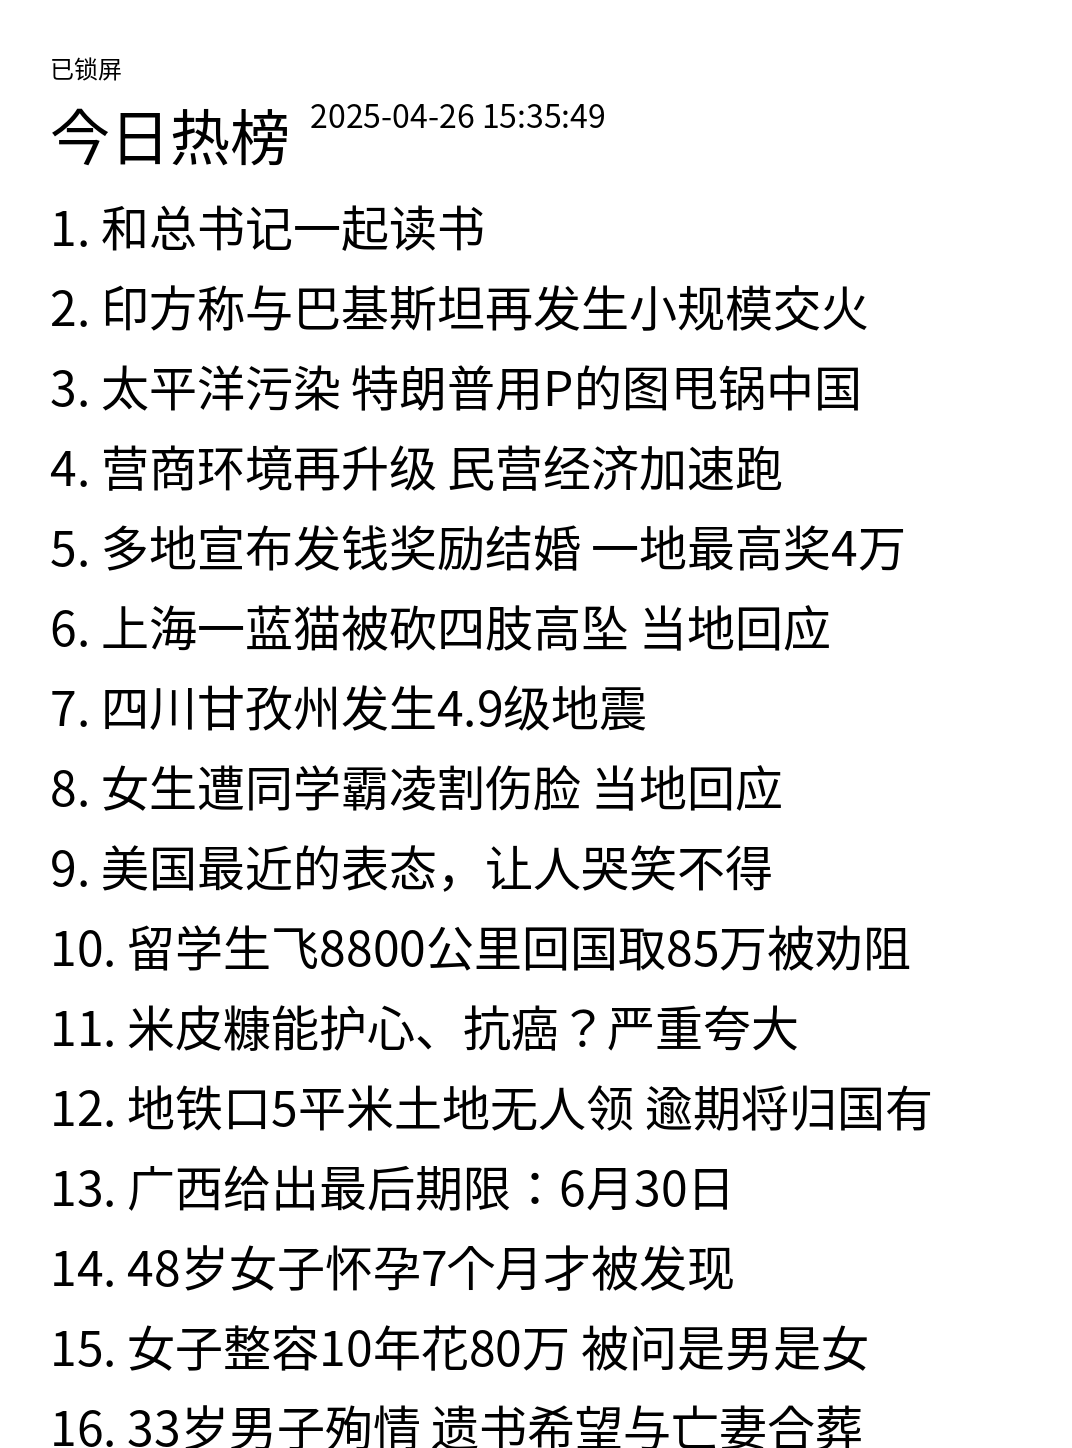 已锁屏
今日热榜 2025-04-26 15:35:49
1. 和总书记一起读书
2. 印方称与巴基斯坦再发生小规模交火
3. 太平洋污染 特朗普用P的图甩锅中国
4. 营商环境再升级 民营经济加速跑
5. 多地宣布发钱奖励结婚 一地最高奖4万
6. 上海一蓝猫被砍四肢高坠 当地回应
7. 四川甘孜州发生4.9级地震
8. 女生遭同学霸凌割伤脸 当地回应
9. 美国最近的表态，让人哭笑不得
10. 留学生飞8800公里回国取85万被劝阻
11. 米皮糠能护心、抗癌？严重夸大
12. 地铁口5平米土地无人领 逾期将归国有
13. 广西给出最后期限：6月30日
14. 48岁女子怀孕7个月才被发现
15. 女子整容10年花80万 被问是男是女
16. 33岁男子殉情 遗书希望与亡妻合葬